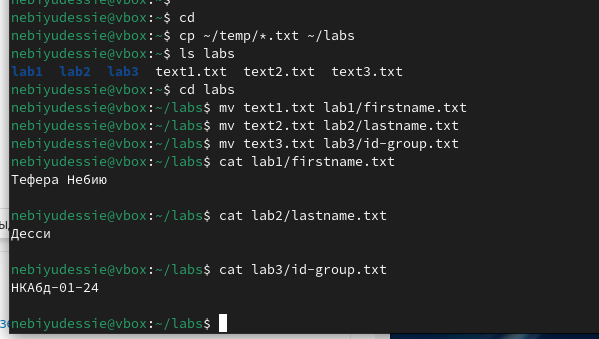 nebiyudessie@vbox:~$
nebiyudessie@vbox:~$ cd
nebiyudessie@vbox:~$ cp ~/temp/*.txt ~/labs
nebiyudessie@vbox:~$ ls labs
lab1 lab2 lab3 text1.txt text2.txt text3.txt
nebiyudessie@vbox:~$ cd labs
nebiyudessie@vbox:~/labs$ mv text1.txt lab1/firstname.txt
nebiyudessie@vbox:~/labs$ mv text2.txt lab2/lastname.txt
nebiyudessie@vbox:~/labs$ mv text3.txt lab3/id-group.txt
nebiyudessie@vbox:~/labs$ cat lab1/firstname.txt
Тефера Небию
nebiyudessie@vbox:~/labs$ cat lab2/lastname.txt
Десси
nebiyudessie@vbox:~/labs$ cat lab3/id-group.txt
НКАбд-01-24
nebiyudessie@vbox:~/labs$